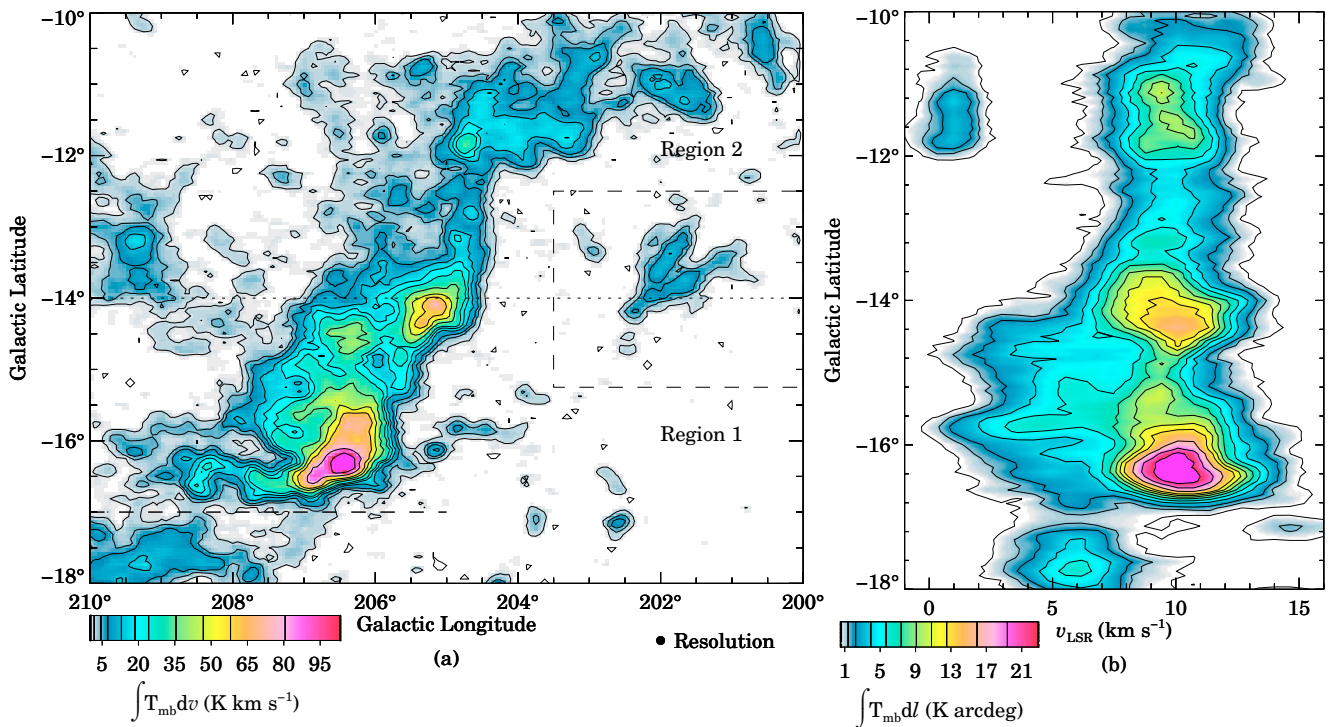 −10°
−12°
−14°
−16°
−18°
Galactic Latitude
Region 2
Region 1
210
208
206
204
202°
200°
Galactic Longitude
5 20 35 50 65 80 95
∫T_mb dv (K km s⁻¹)
(a)
Resolution
−10°
−12°
−14°
−16°
−18°
Galactic Latitude
0 5 10 15
v_LSR (km s⁻¹)
1 5 9 13 17 21
(b)
∫T_mb dl (K arcdeg)